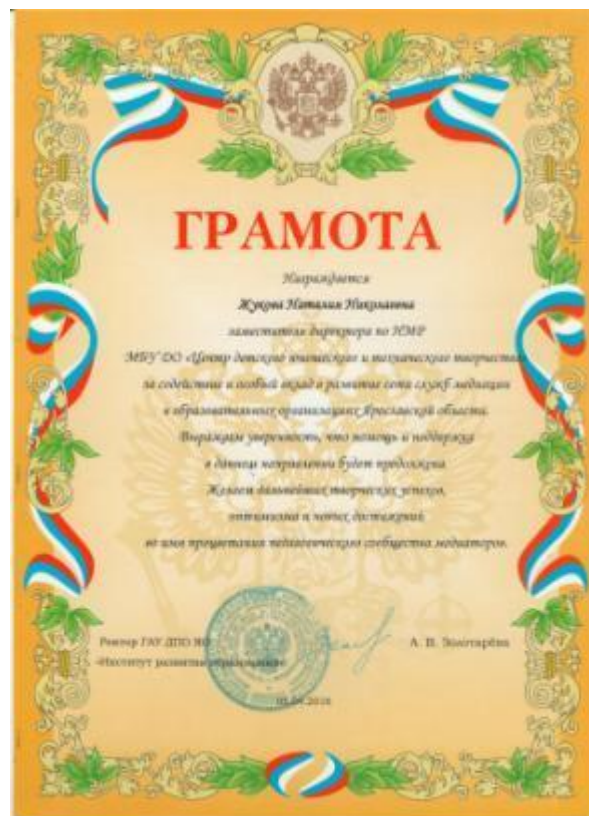 ГРАМОТА
Награждается
Жукова Наталия Николаевна
заместитель директора по НМР
МБУ ДО «Центр детского юношеского и технического творчества
за содействие и особый вклад в развитие сети служб медиации
в образовательных организациях Ярославской области.
Выражаем уверенность, что помощь и поддержка
в данном направлении будет продолжена
Желаем дальнейших творческих успехов,
оптимизма и новых достижений
во имя процветания педагогического сообщества медиаторов.
Ректор ГАУ ДПО ЯО
А. В. Золотарёва
«Институт развития образования»